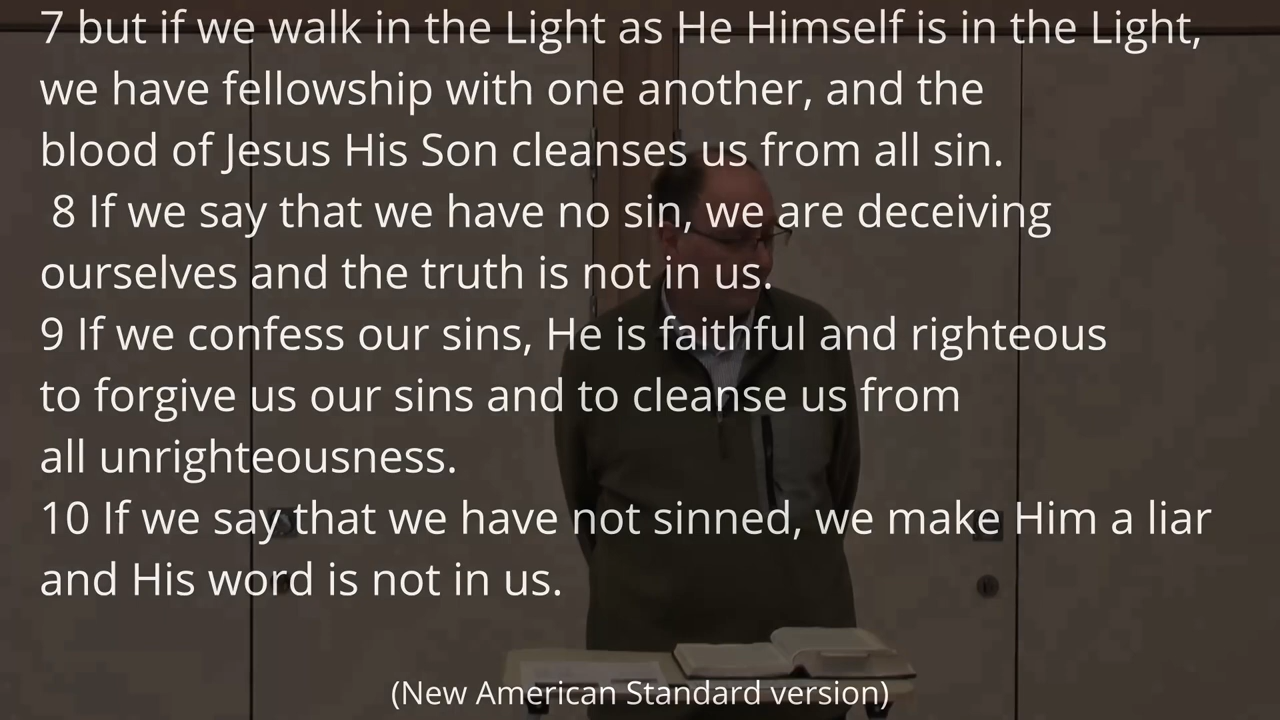 7 but if we walk in the Light as He Himself is in the Light,
we have fellowship with one another, and the
blood of Jesus His Son cleanses us from all sin.
8 If we say that we have no sin, we are deceiving
ourselves and the truth is not in us.
9 If we confess our sins, He is faithful and righteous
to forgive us our sins and to cleanse us from
all unrighteousness.
10 If we say that we have not sinned, we make Him a liar
and His word is not in us.
(New American Standard version)